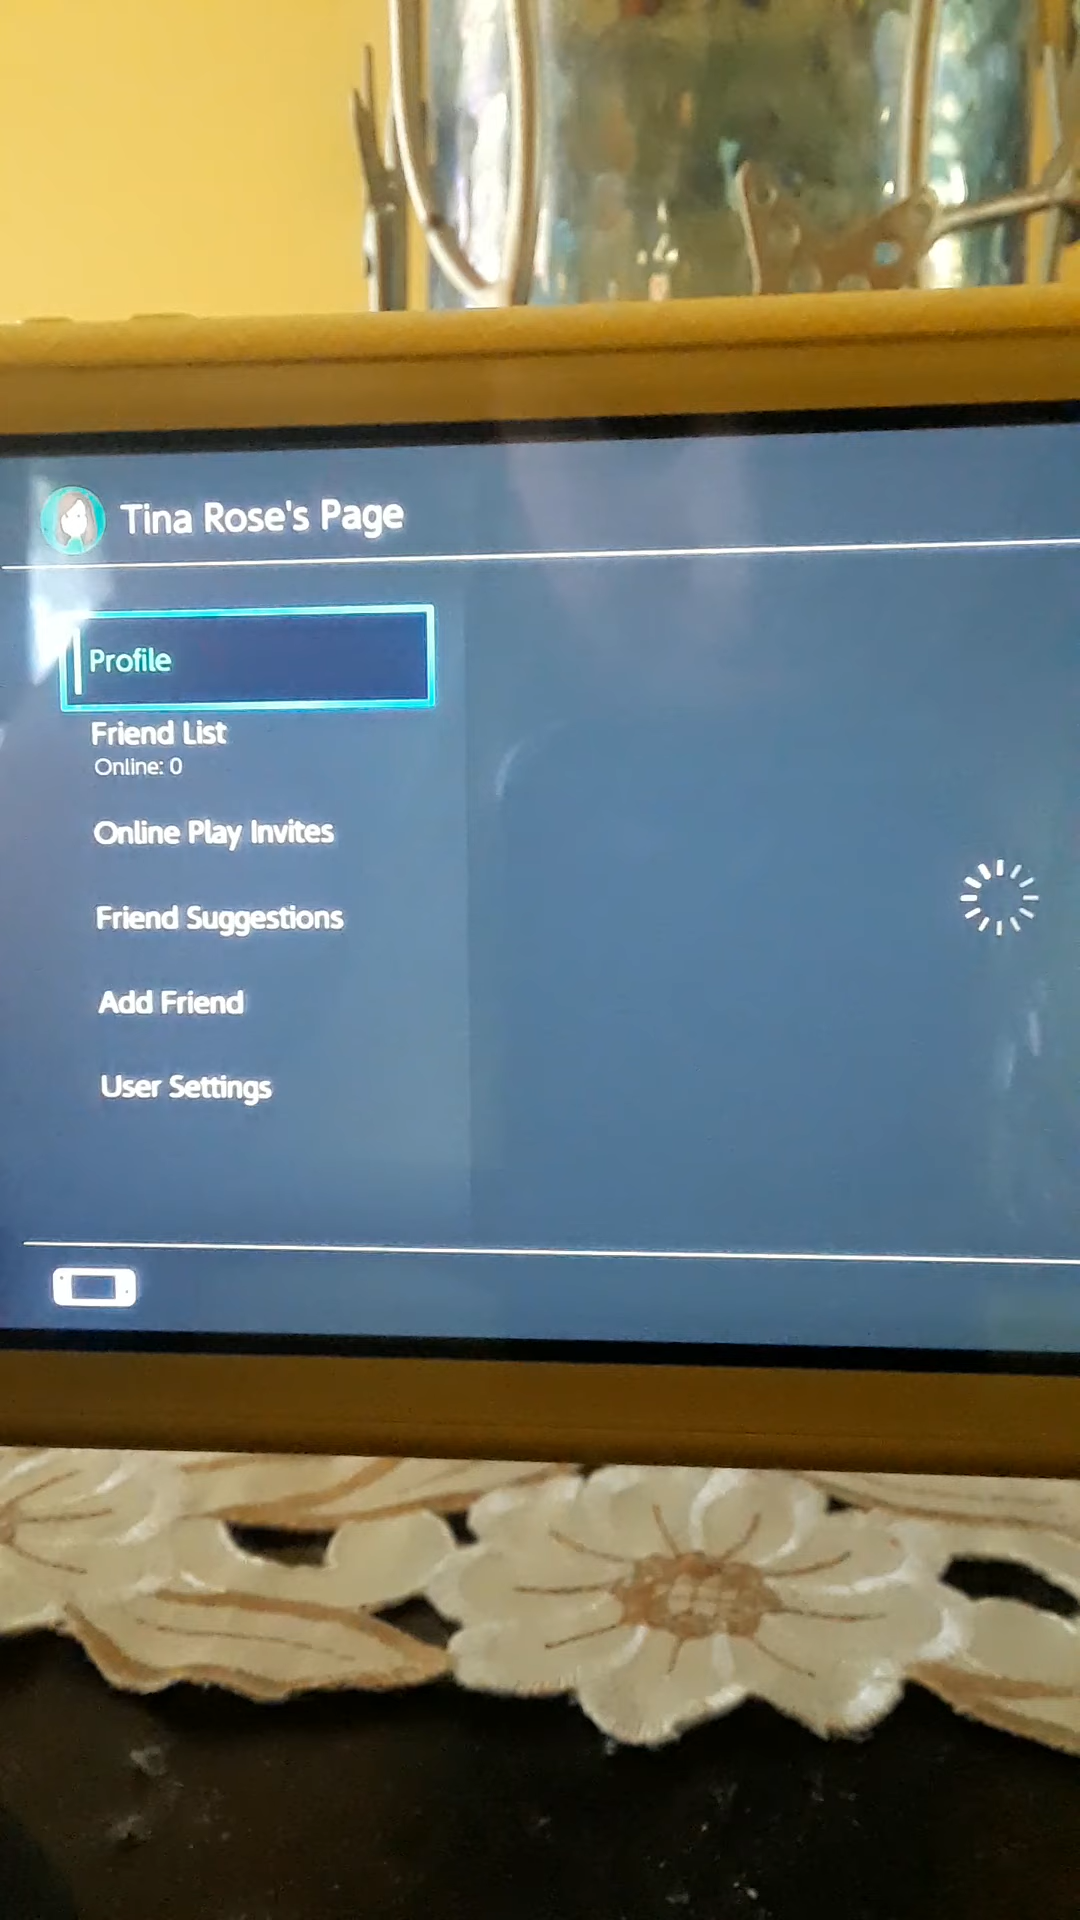 Tina Rose's Page
Profile
Friend List
Online: 0
Online Play Invites
Friend Suggestions
Add Friend
User Settings